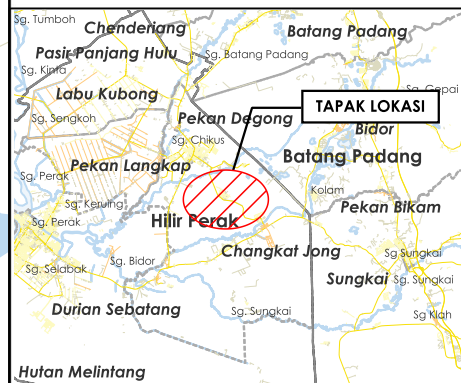 Sg. Tumboh
Chenderiang
Batang Padang
Pasir Panjang Hulu
Sg. Batang Padang
Sg. Kinta
Sg. Gepai
Labu Kubong
TAPAK LOKASI
Sg. Sengkoh
Pekan Degong
Bidor
Sg. Chikus
Batang Padang
Pekan Langkap
Sg. Perak
Kolam
Sg. Kerung
Pekan Bikam
Hilir Perak
Sg. Perak
Changkat Jong
Sg Sungkai
Sg. Bidor
Sg. Selabak
Sungkai
Sg. Sungkai
Durian Sebatang
Sg. Sungkai
Sg Klah
Hutan Melintang